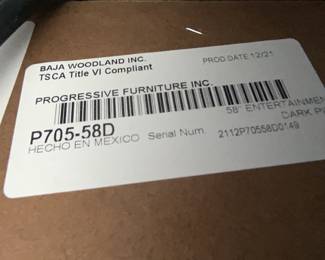 BAJA WOODLAND INC. PROD DATE 12/21
TSCA Title VI Compliant
PROGRESSIVE FURNITURE INC.
58" ENTERTAINMEN
P705-58D DARK PI
HECHO EN MEXICO Serial Num. 2112P70558D0149